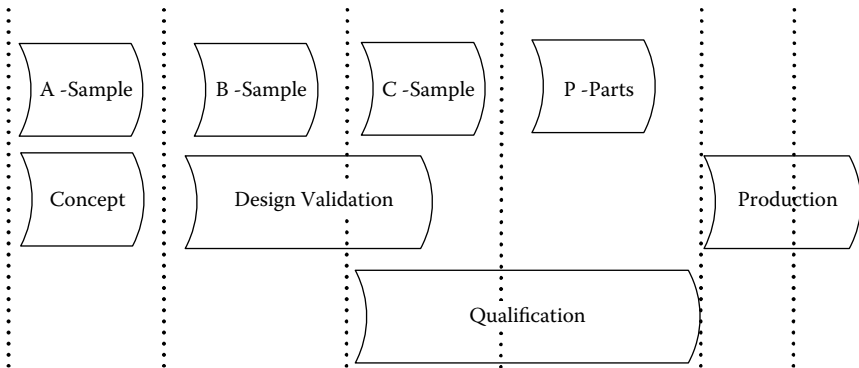 A -Sample
B -Sample
C -Sample
P -Parts
Concept
Design Validation
Production
Qualification